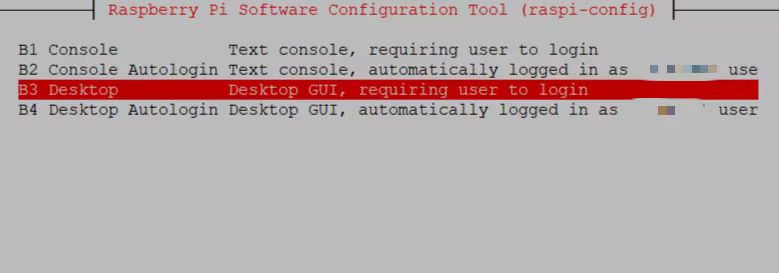 Raspberry Pi Software Configuration Tool (raspi-config)
B1 Console Text console, requiring user to login
B2 Console Autologin Text console, automatically logged in as use
B3 Desktop Desktop GUI, requiring user to login
B4 Desktop Autologin Desktop GUI, automatically logged in as user